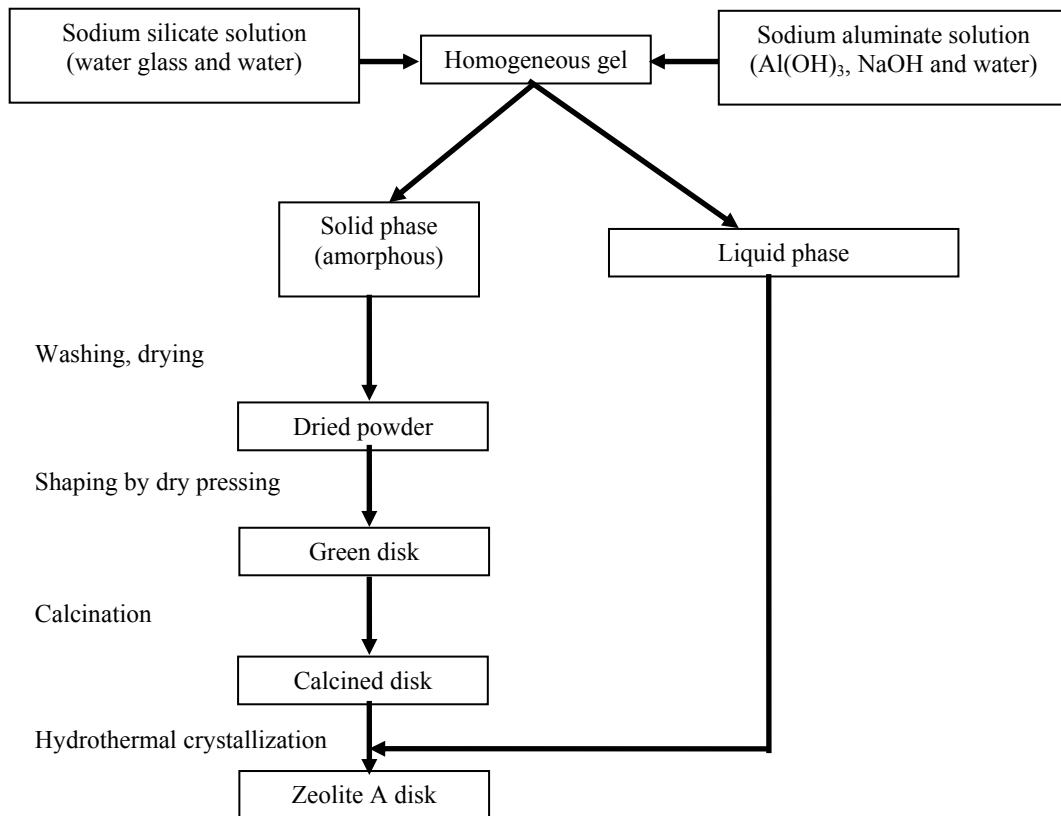 Sodium silicate solution
(water glass and water)
Homogeneous gel
Sodium aluminate solution
(Al(OH)₃, NaOH and water)
Solid phase
(amorphous)
Liquid phase
Washing, drying
Dried powder
Shaping by dry pressing
Green disk
Calcination
Calcined disk
Hydrothermal crystallization
Zeolite A disk